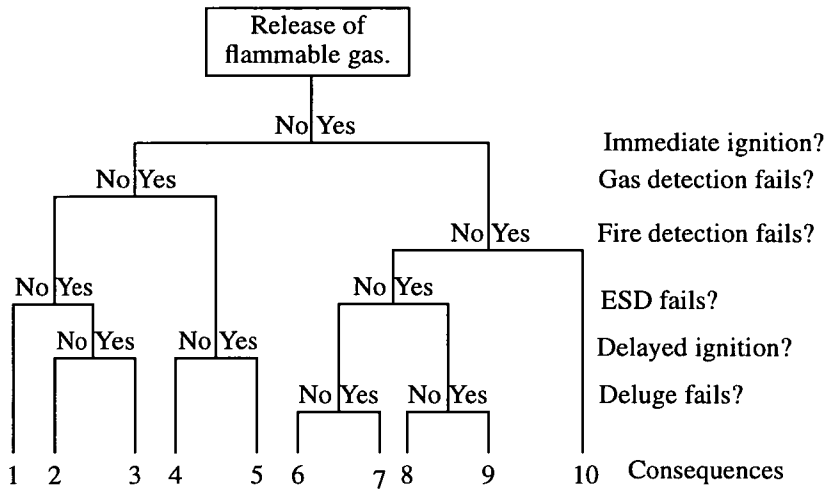 Release of
flammable gas.
No Yes
Immediate ignition?
No Yes
Gas detection fails?
No Yes
Fire detection fails?
No Yes
No Yes
ESD fails?
No Yes
No Yes
Delayed ignition?
No Yes
No Yes
Deluge fails?
1 2 3 4 5 6 7 8 9 10 Consequences